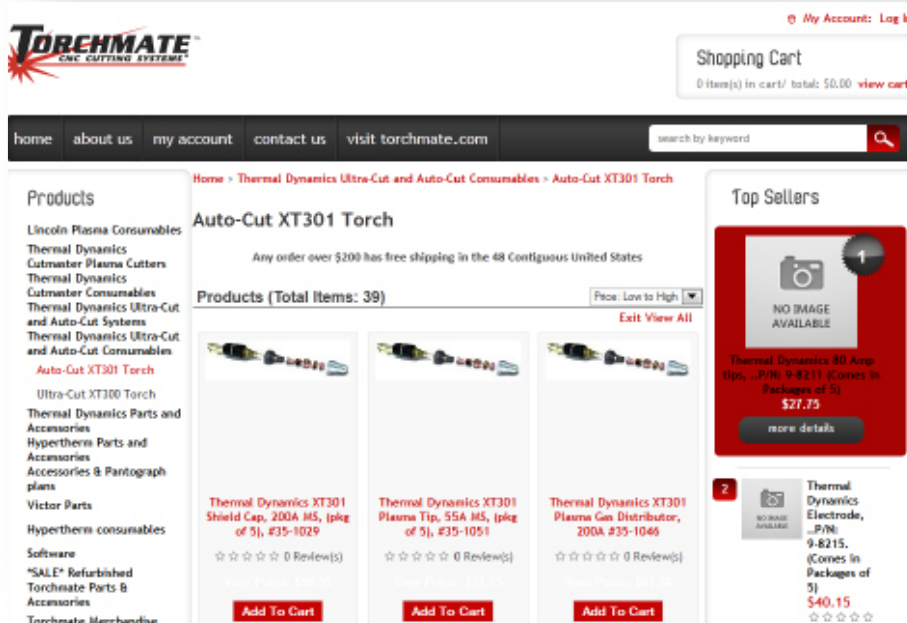 TORCHMATE
CNC CUTTING SYSTEMS
My Account: Log I
Shopping Cart
0 item(s) in cart/ total: $0.00 view cart
home about us my account contact us visit torchmate.com
search by keyword
Products
Lincoln Plasma Consumables
Thermal Dynamics
Cutmaster Plasma Cutters
Thermal Dynamics
Cutmaster Consumables
Thermal Dynamics Ultra-Cut
and Auto-Cut Systems
Thermal Dynamics Ultra-Cut
and Auto-Cut Consumables
Auto-Cut XT301 Torch
Ultra-Cut XT300 Torch
Thermal Dynamics Parts and
Accessories
Hypertherm Parts and
Accessories
Accessories & Pantograph
plans
Victor Parts
Hypertherm consumables
Software
*SALE* Refurbished
Torchmate Parts &
Accessories
Torchmate Merchandise
Home > Thermal Dynamics Ultra-Cut and Auto-Cut Consumables > Auto-Cut XT301 Torch
Auto-Cut XT301 Torch
Any order over $200 has free shipping in the 48 Contiguous United States
Products (Total Items: 39)
Price: Low to High
Exit View All
Thermal Dynamics XT301
Shield Cap, 200A MS, (pkg
of 5), #35-1029
0 Review(s)
Add To Cart
Thermal Dynamics XT301
Plasma Tip, 55A MS, (pkg
of 5), #35-1051
0 Review(s)
Add To Cart
Thermal Dynamics XT301
Plasma Gas Distributor,
200A #35-1046
0 Review(s)
Add To Cart
Top Sellers
1
NO IMAGE
AVAILABLE
Thermal Dynamics 80 Amp
tips, ..P/N: 9-8211 (Comes in
Packages of 5)
$27.75
more details
2
NO IMAGE
AVAILABLE
Thermal
Dynamics
Electrode,
...P/N:
9-8215.
(Comes in
Packages of
5)
$40.15